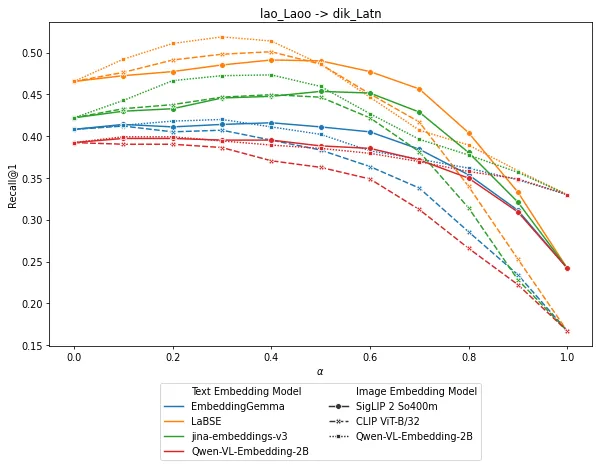 lao_Laoo -> dik_Latn
Recall@1
0.50
0.45
0.40
0.35
0.30
0.25
0.20
0.15
0.0
0.2
0.4
0.6
0.8
1.0
α
Text Embedding Model
EmbeddingGemma
LaBSE
jina-embeddings-v3
Qwen-VL-Embedding-2B
Image Embedding Model
SigLIP 2 So400m
CLIP ViT-B/32
Qwen-VL-Embedding-2B